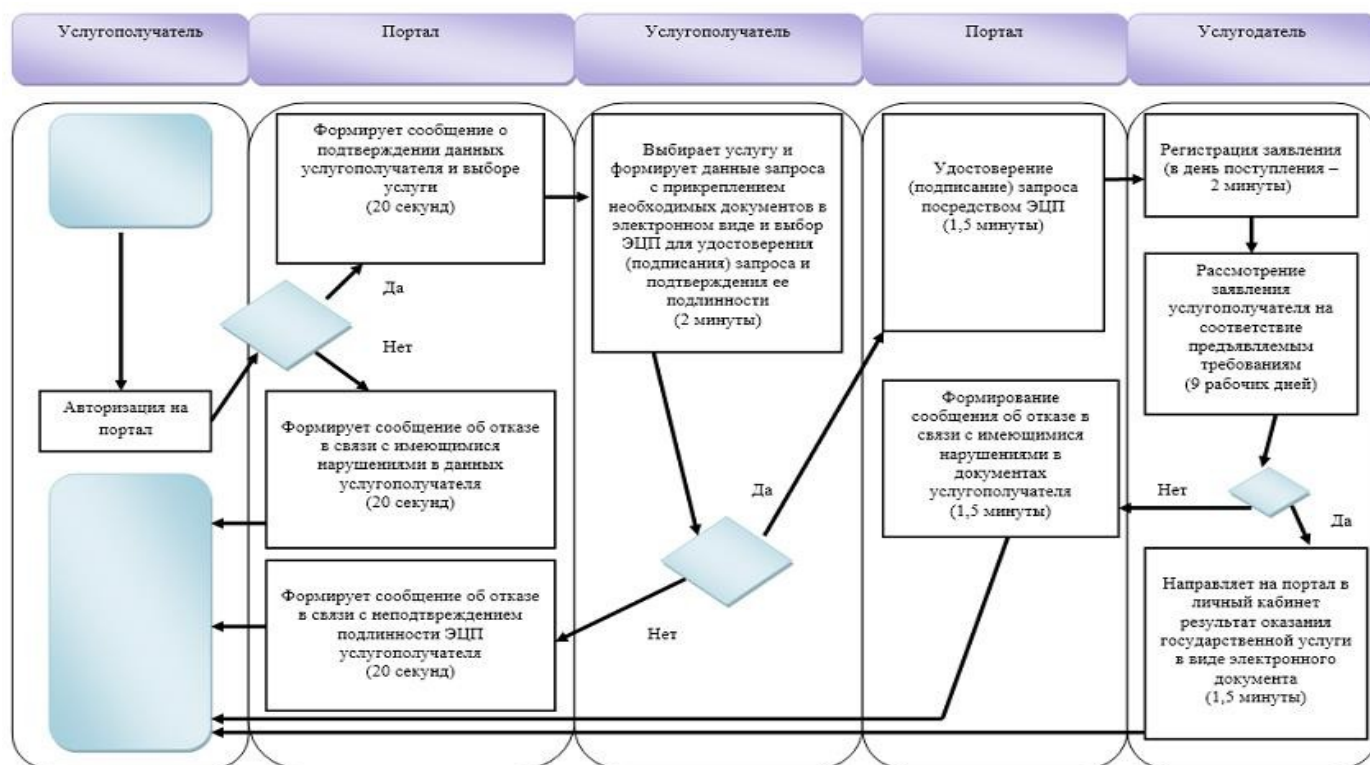 Услугополучатель
Портал
Услугополучатель
Портал
Услугодатель
Авторизация на
портал
Формирует сообщение о
подтверждении данных
услугополучателя и выборе
услуги
(20 секунд)
Да
Нет
Формирует сообщение об отказе
в связи с имеющимися
нарушениями в данных
услугополучателя
(20 секунд)
Формирует сообщение об отказе
в связи с неподтвреждением
подлинности ЭЦП
услугополучателя
(20 секунд)
Выбирает услугу и
формирует данные запроса
с прикреплением
необходимых документов в
электронном виде и выбор
ЭЦП для удостоверения
(подписания) запроса и
подтверждения ее
подлинности
(2 минуты)
Да
Нет
Удостоверение
(подписание) запроса
посредством ЭЦП
(1,5 минуты)
Формирование
сообщения об отказе в
связи с имеющимися
нарушениями в
документах
услугополучателя
(1,5 минуты)
Регистрация заявления
(в день поступления –
2 минуты)
Рассмотрение
заявления
услугополучателя на
соответствие
предъявляемым
требованиям
(9 рабочих дней)
Нет
Да
Направляет на портал в
личный кабинет
результат оказания
государственной услуги
в виде электронного
документа
(1,5 минуты)